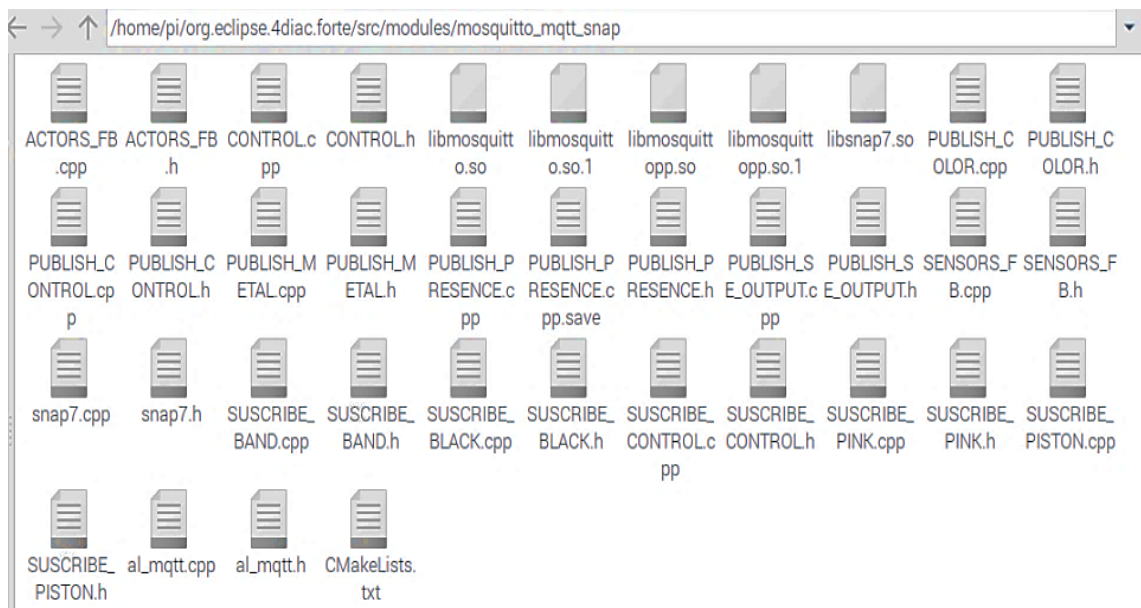 /home/pi/org.eclipse.4diac.forte/src/modules/mosquitto_mqtt_snap
ACTORS_FB ACTORS_FB CONTROL.c CONTROL.h libmosquitt libmosquitt libmosquitt libmosquitt libsnap7.so PUBLISH_C PUBLISH_C
.cpp .h pp o.so o.so.1 opp.so opp.so.1 OLOR.cpp OLOR.h
PUBLISH_C PUBLISH_C PUBLISH_M PUBLISH_M PUBLISH_P PUBLISH_P PUBLISH_P PUBLISH_S PUBLISH_S SENSORS_F SENSORS_F
ONTROL.cp ONTROL.h ETAL.cpp ETAL.h RESENCE.c RESENCE.c RESENCE.h E_OUTPUT.c E_OUTPUT.h B.cpp B.h
p pp pp.save pp
snap7.cpp snap7.h SUSCRIBE_ SUSCRIBE_ SUSCRIBE_ SUSCRIBE_ SUSCRIBE_ SUSCRIBE_ SUSCRIBE_ SUSCRIBE_ SUSCRIBE_
BAND.cpp BAND.h BLACK.cpp BLACK.h CONTROL.c CONTROL.h PINK.cpp PINK.h PISTON.cpp
pp
SUSCRIBE_ al_mqtt.cpp al_mqtt.h CMakeLists.
PISTON.h txt